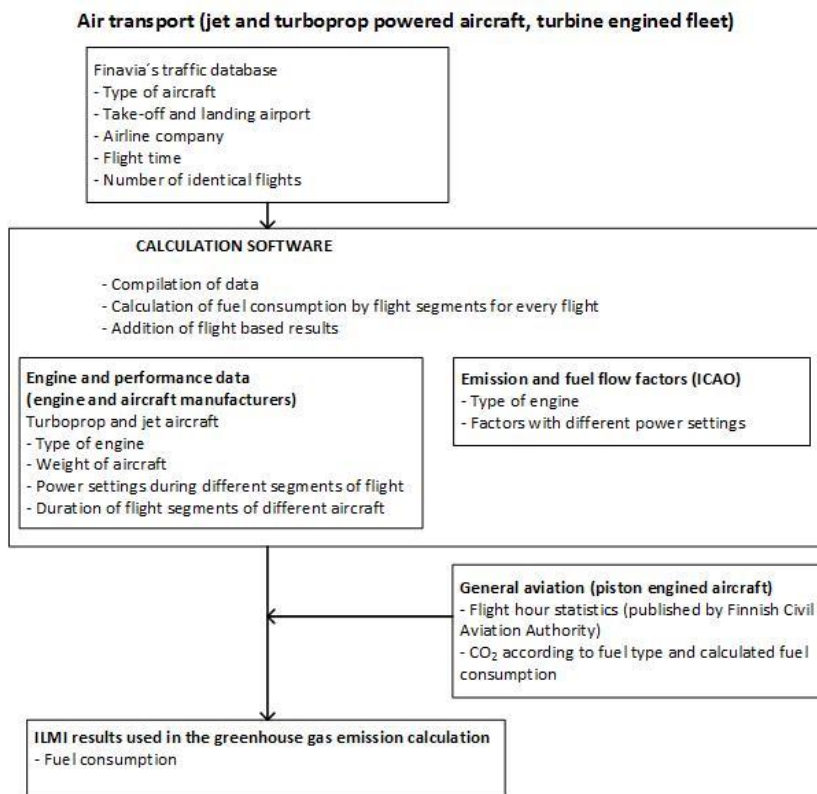 Air transport (jet and turboprop powered aircraft, turbine engined fleet)
Finavia´s traffic database
- Type of aircraft
- Take-off and landing airport
- Airline company
- Flight time
- Number of identical flights
CALCULATION SOFTWARE
- Compilation of data
- Calculation of fuel consumption by flight segments for every flight
- Addition of flight based results
Engine and performance data
(engine and aircraft manufacturers)
Turboprop and jet aircraft
- Type of engine
- Weight of aircraft
- Power settings during different segments of flight
- Duration of flight segments of different aircraft
Emission and fuel flow factors (ICAO)
- Type of engine
- Factors with different power settings
General aviation (piston engined aircraft)
- Flight hour statistics (published by Finnish Civil
Aviation Authority)
- CO₂ according to fuel type and calculated fuel
consumption
ILMI results used in the greenhouse gas emission calculation
- Fuel consumption